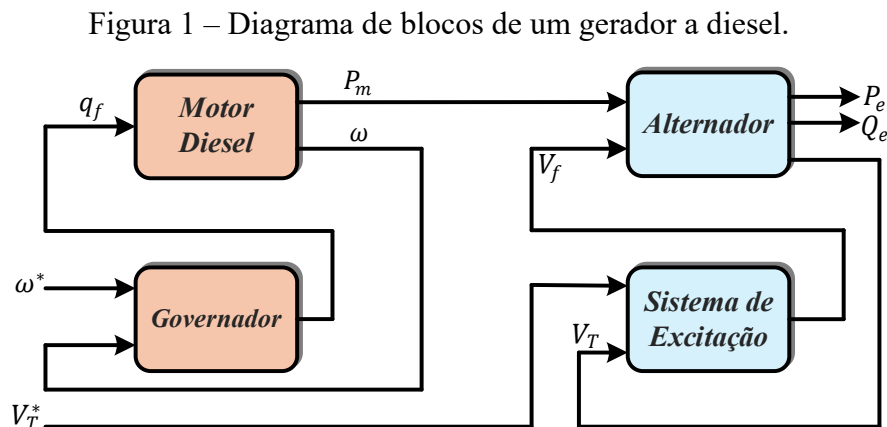 Figura 1 – Diagrama de blocos de um gerador a diesel.
q_f
Motor
Diesel
P_m
ω
Alternador
P_e
Q_e
V_f
ω*
Governador
Sistema de
Excitação
V_T
V_T*